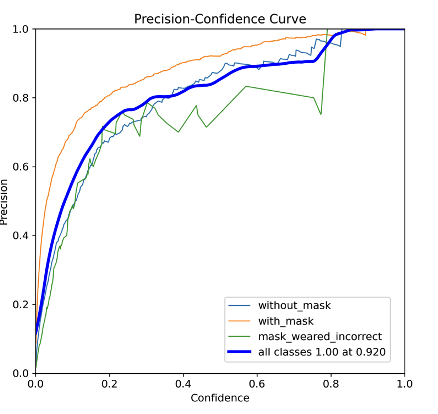 Precision-Confidence Curve
1.0
0.8
0.6
0.4
0.2
0.0
Precision
without_mask
with_mask
mask_weared_incorrect
all classes 1.00 at 0.920
0.0 0.2 0.4 0.6 0.8 1.0
Confidence